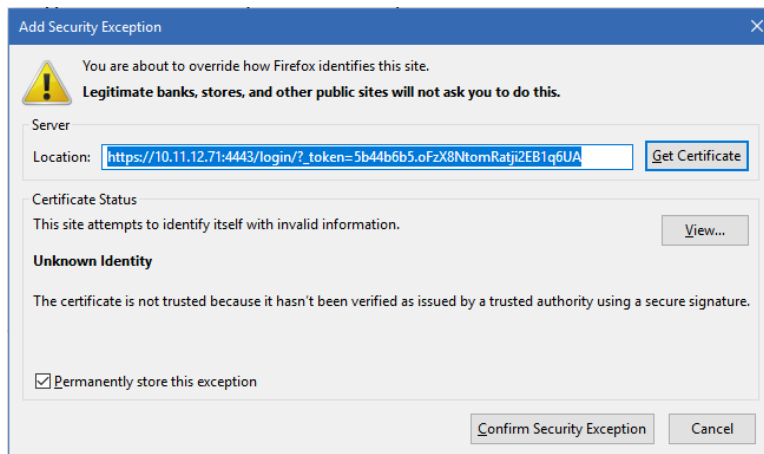 Add Security Exception
You are about to override how Firefox identifies this site.
Legitimate banks, stores, and other public sites will not ask you to do this.
Server
Location: https://10.11.12.71:4443/login/?_token=5b44b6b5.oFzX8NtomRatji2EB1q6UA Get Certificate
Certificate Status
This site attempts to identify itself with invalid information.
View...
Unknown Identity
The certificate is not trusted because it hasn't been verified as issued by a trusted authority using a secure signature.
Permanently store this exception
Confirm Security Exception Cancel